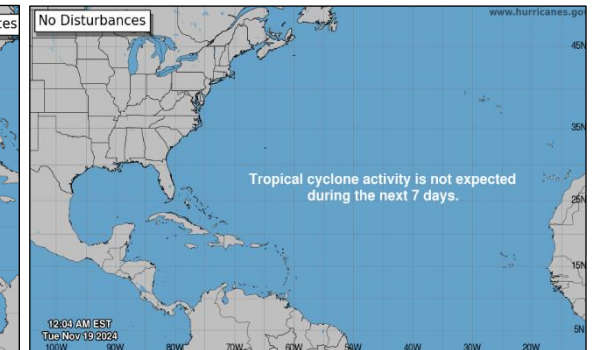 ces
No Disturbances
www.hurricanes.gov
45N
35N
Tropical cyclone activity is not expected
during the next 7 days.
25N
15N
12:04 AM EST
Tue Nov 19 2024
5N
100W 90W 80W 70W 60W 50W 40W 30W 20W 10W